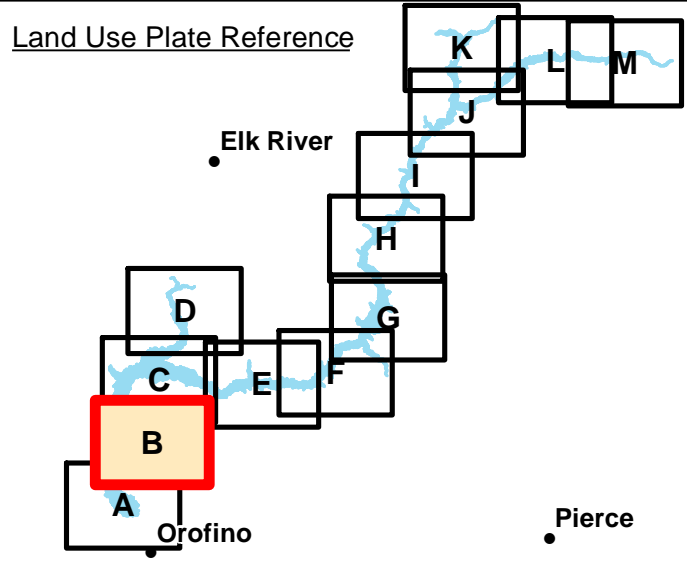 Land Use Plate Reference
K
L
M
J
Elk River
I
H
D
G
C
E
F
B
A
Orofino
Pierce